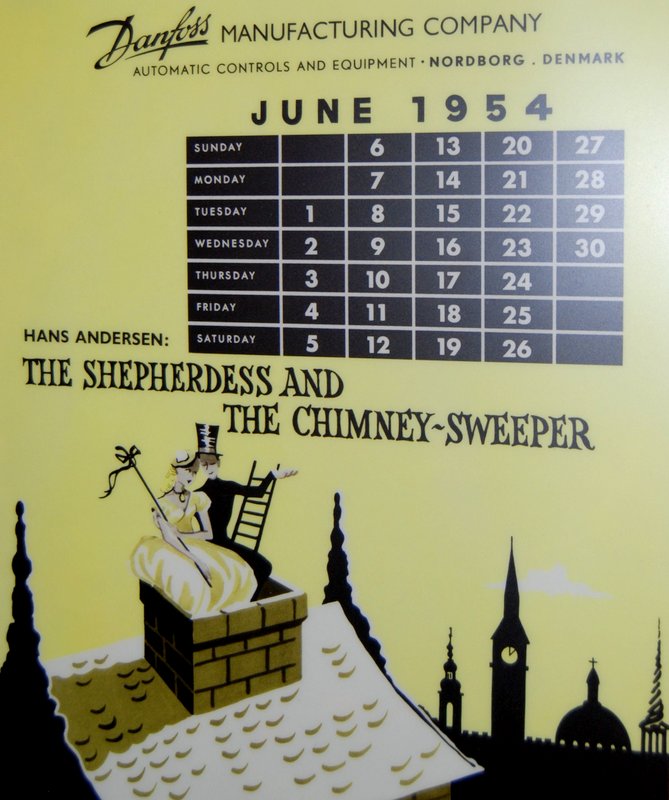 Danfoss MANUFACTURING COMPANY
AUTOMATIC CONTROLS AND EQUIPMENT · NORDBORG . DENMARK
JUNE 1954
SUNDAY 6 13 20 27
MONDAY 7 14 21 28
TUESDAY 1 8 15 22 29
WEDNESDAY 2 9 16 23 30
THURSDAY 3 10 17 24
FRIDAY 4 11 18 25
SATURDAY 5 12 19 26
HANS ANDERSEN:
THE SHEPHERDESS AND
THE CHIMNEY~SWEEPER